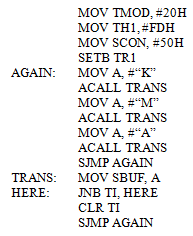 MOV TMOD, #20H
MOV TH1, #FDH
MOV SCON, #50H
SETB TR1
AGAIN: MOV A, #“K”
ACALL TRANS
MOV A, #“M”
ACALL TRANS
MOV A, #“A”
ACALL TRANS
SJMP AGAIN
TRANS: MOV SBUF, A
HERE: JNB TI, HERE
CLR TI
SJMP AGAIN